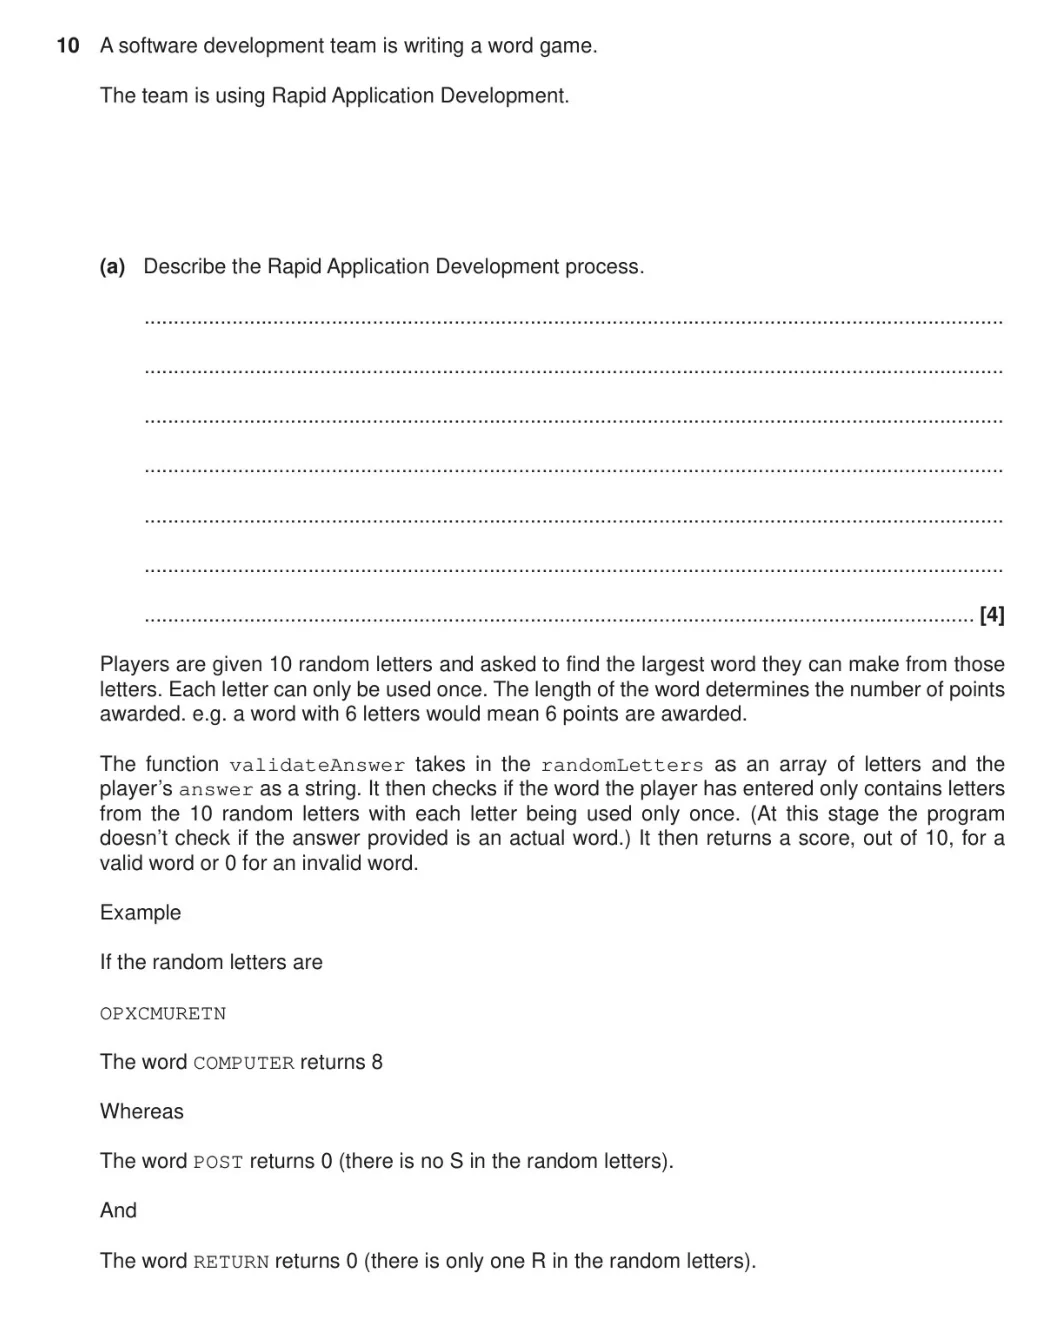 10 A software development team is writing a word game.
The team is using Rapid Application Development.
(a) Describe the Rapid Application Development process.
[4]
Players are given 10 random letters and asked to find the largest word they can make from those
letters. Each letter can only be used once. The length of the word determines the number of points
awarded. e.g. a word with 6 letters would mean 6 points are awarded.
The function validateAnswer takes in the randomLetters as an array of letters and the
player's answer as a string. It then checks if the word the player has entered only contains letters
from the 10 random letters with each letter being used only once. (At this stage the program
doesn't check if the answer provided is an actual word.) It then returns a score, out of 10, for a
valid word or 0 for an invalid word.
Example
If the random letters are
OPXCMURETN
The word COMPUTER returns 8
Whereas
The word POST returns 0 (there is no S in the random letters).
And
The word RETURN returns 0 (there is only one R in the random letters).